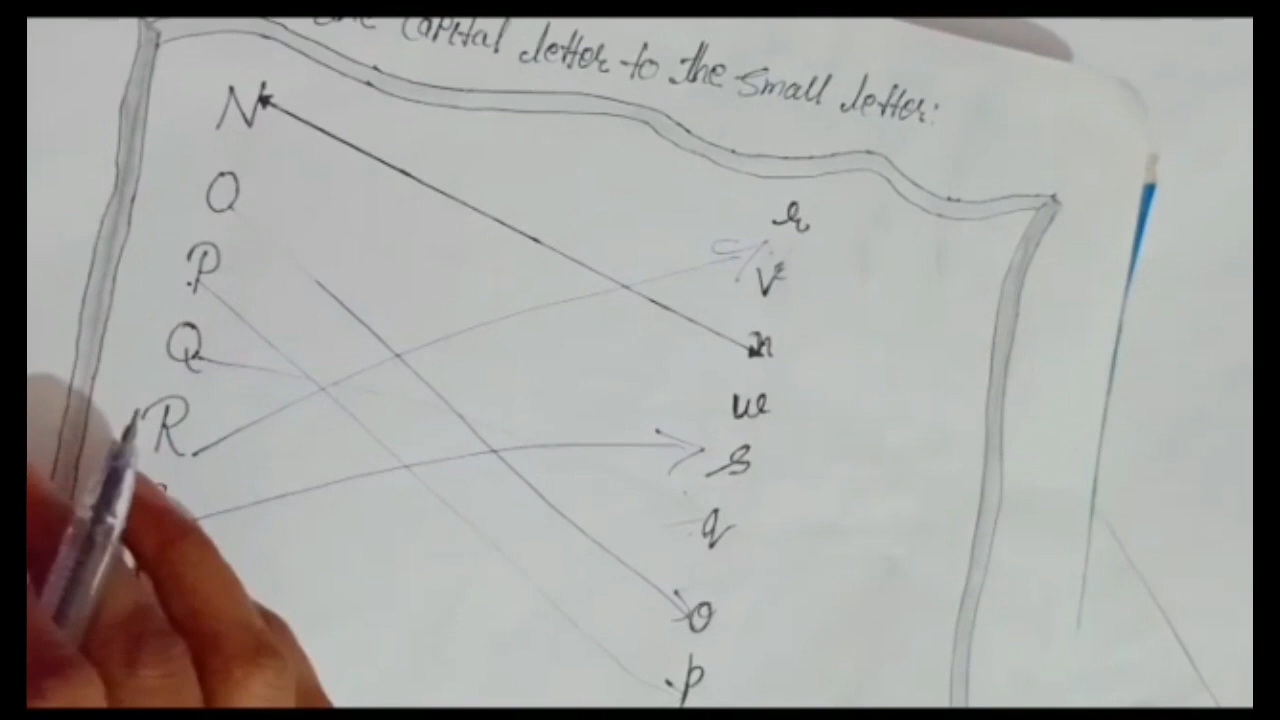 capital letter to the small letter:
N
O r
P v
Q n
R u
s
q
o
p